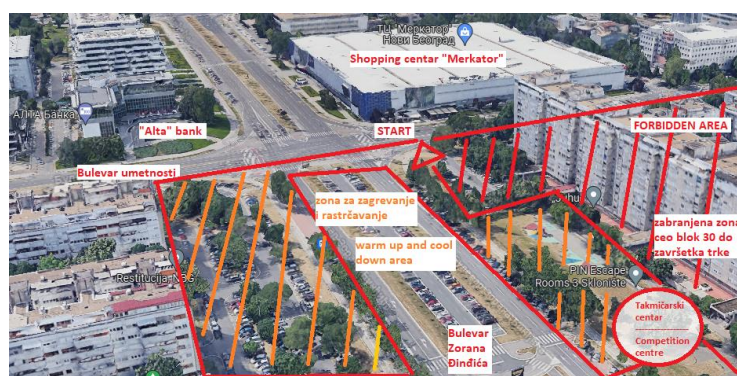 ТЦ "Меркатор"
Нови Београд
Shopping centar "Merkator"
АЛТА Банка
"Alta" bank
START
FORBIDDEN AREA
Bulevar umetnosti
zona za zagrevanje
i rastrčavanje
warm up and cool
down area
zabranjena zona
ceo blok 30 do
završetka trke
Restitucija NBG
PIN Escape
Rooms 3 Sklonište
Takmičarski
centar
Competition
centre
Bulevar
Zorana
Đinđića